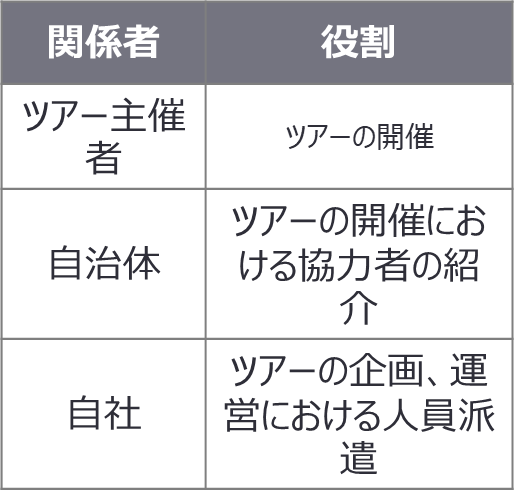 関係者 役割
ツアー主催
者
ツアーの開催
自治体
ツアーの開催にお
ける協力者の紹
介
自社
ツアーの企画、運
営における人員派
遣